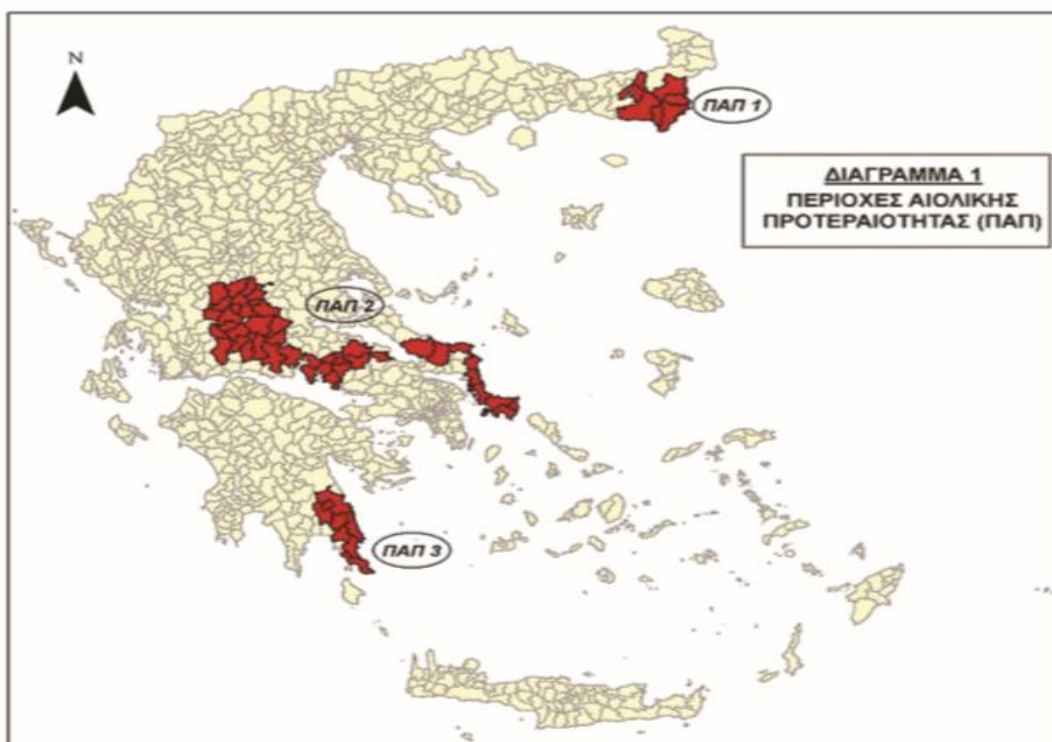 N
ΠΑΠ 1
ΔΙΑΓΡΑΜΜΑ 1
ΠΕΡΙΟΧΕΣ ΑΙΟΛΙΚΗΣ
ΠΡΟΤΕΡΑΙΟΤΗΤΑΣ (ΠΑΠ)
ΠΑΠ 2
ΠΑΠ 3